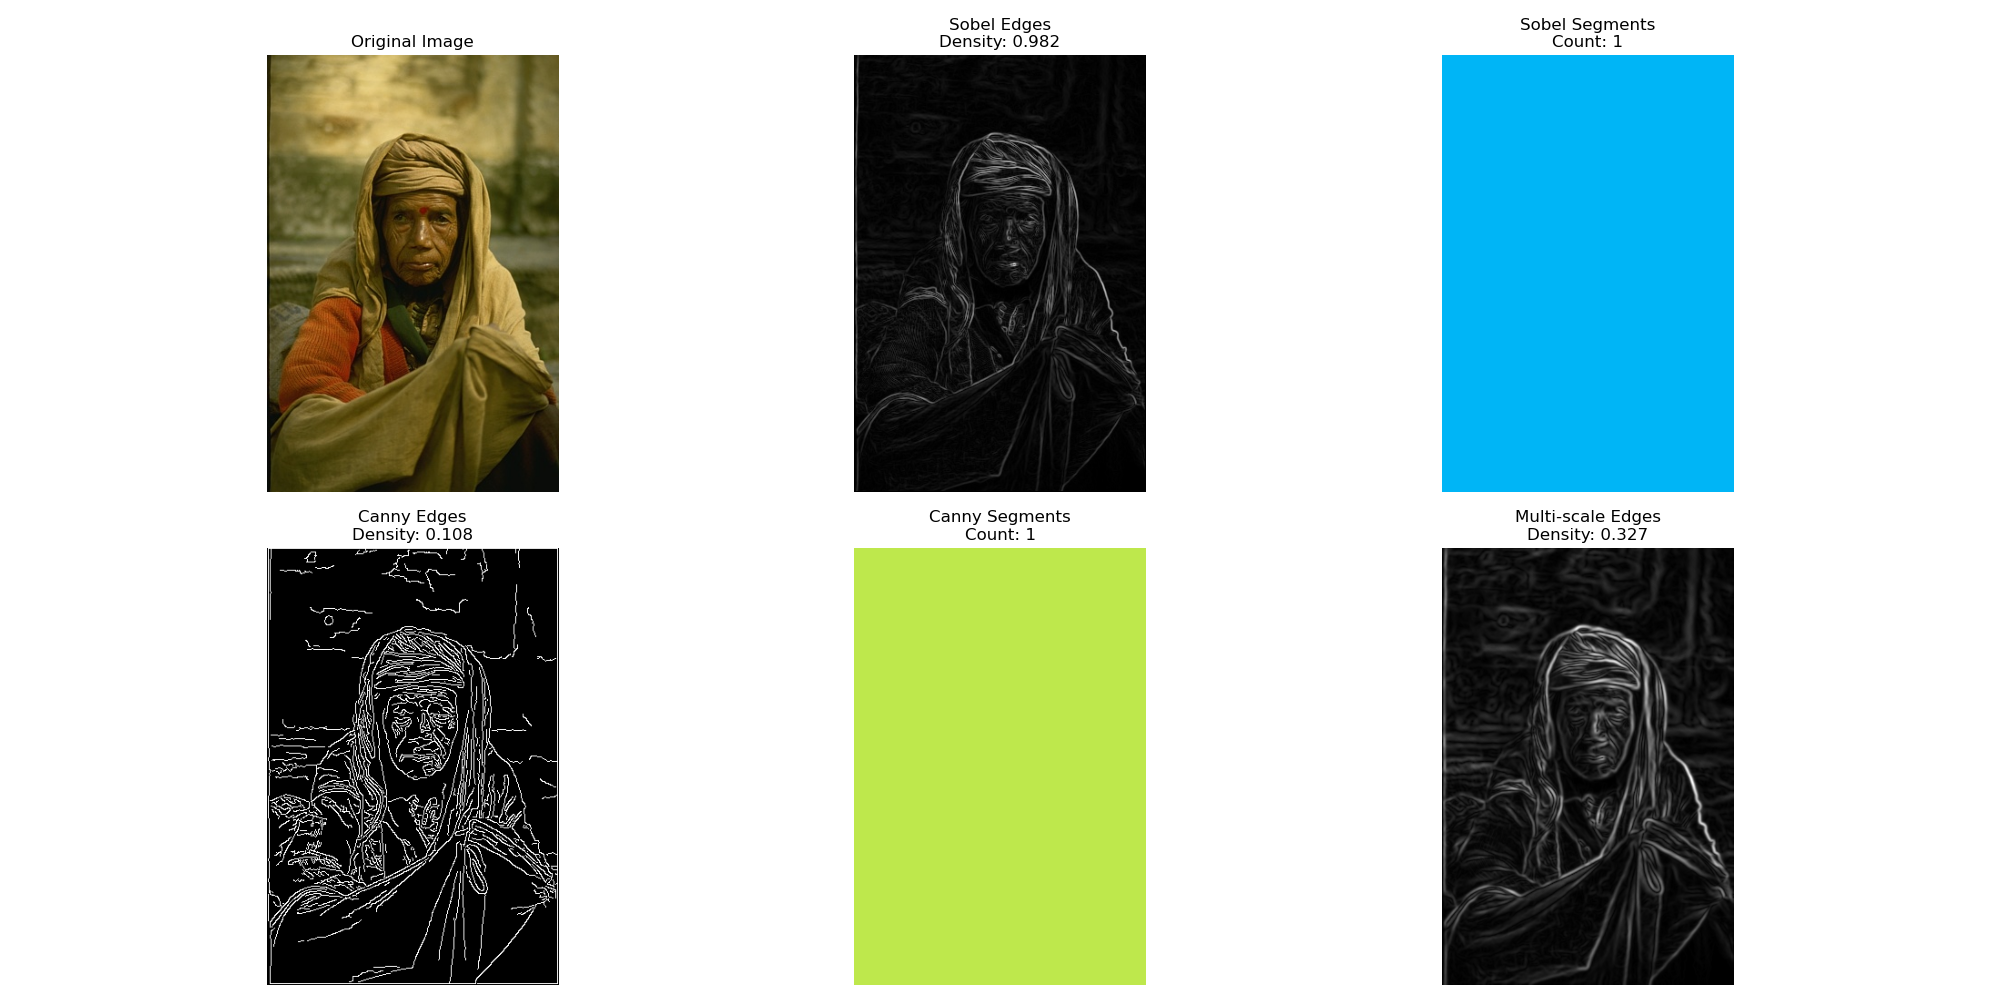 Original Image
Sobel Edges
Density: 0.982
Sobel Segments
Count: 1
Canny Edges
Density: 0.108
Canny Segments
Count: 1
Multi-scale Edges
Density: 0.327